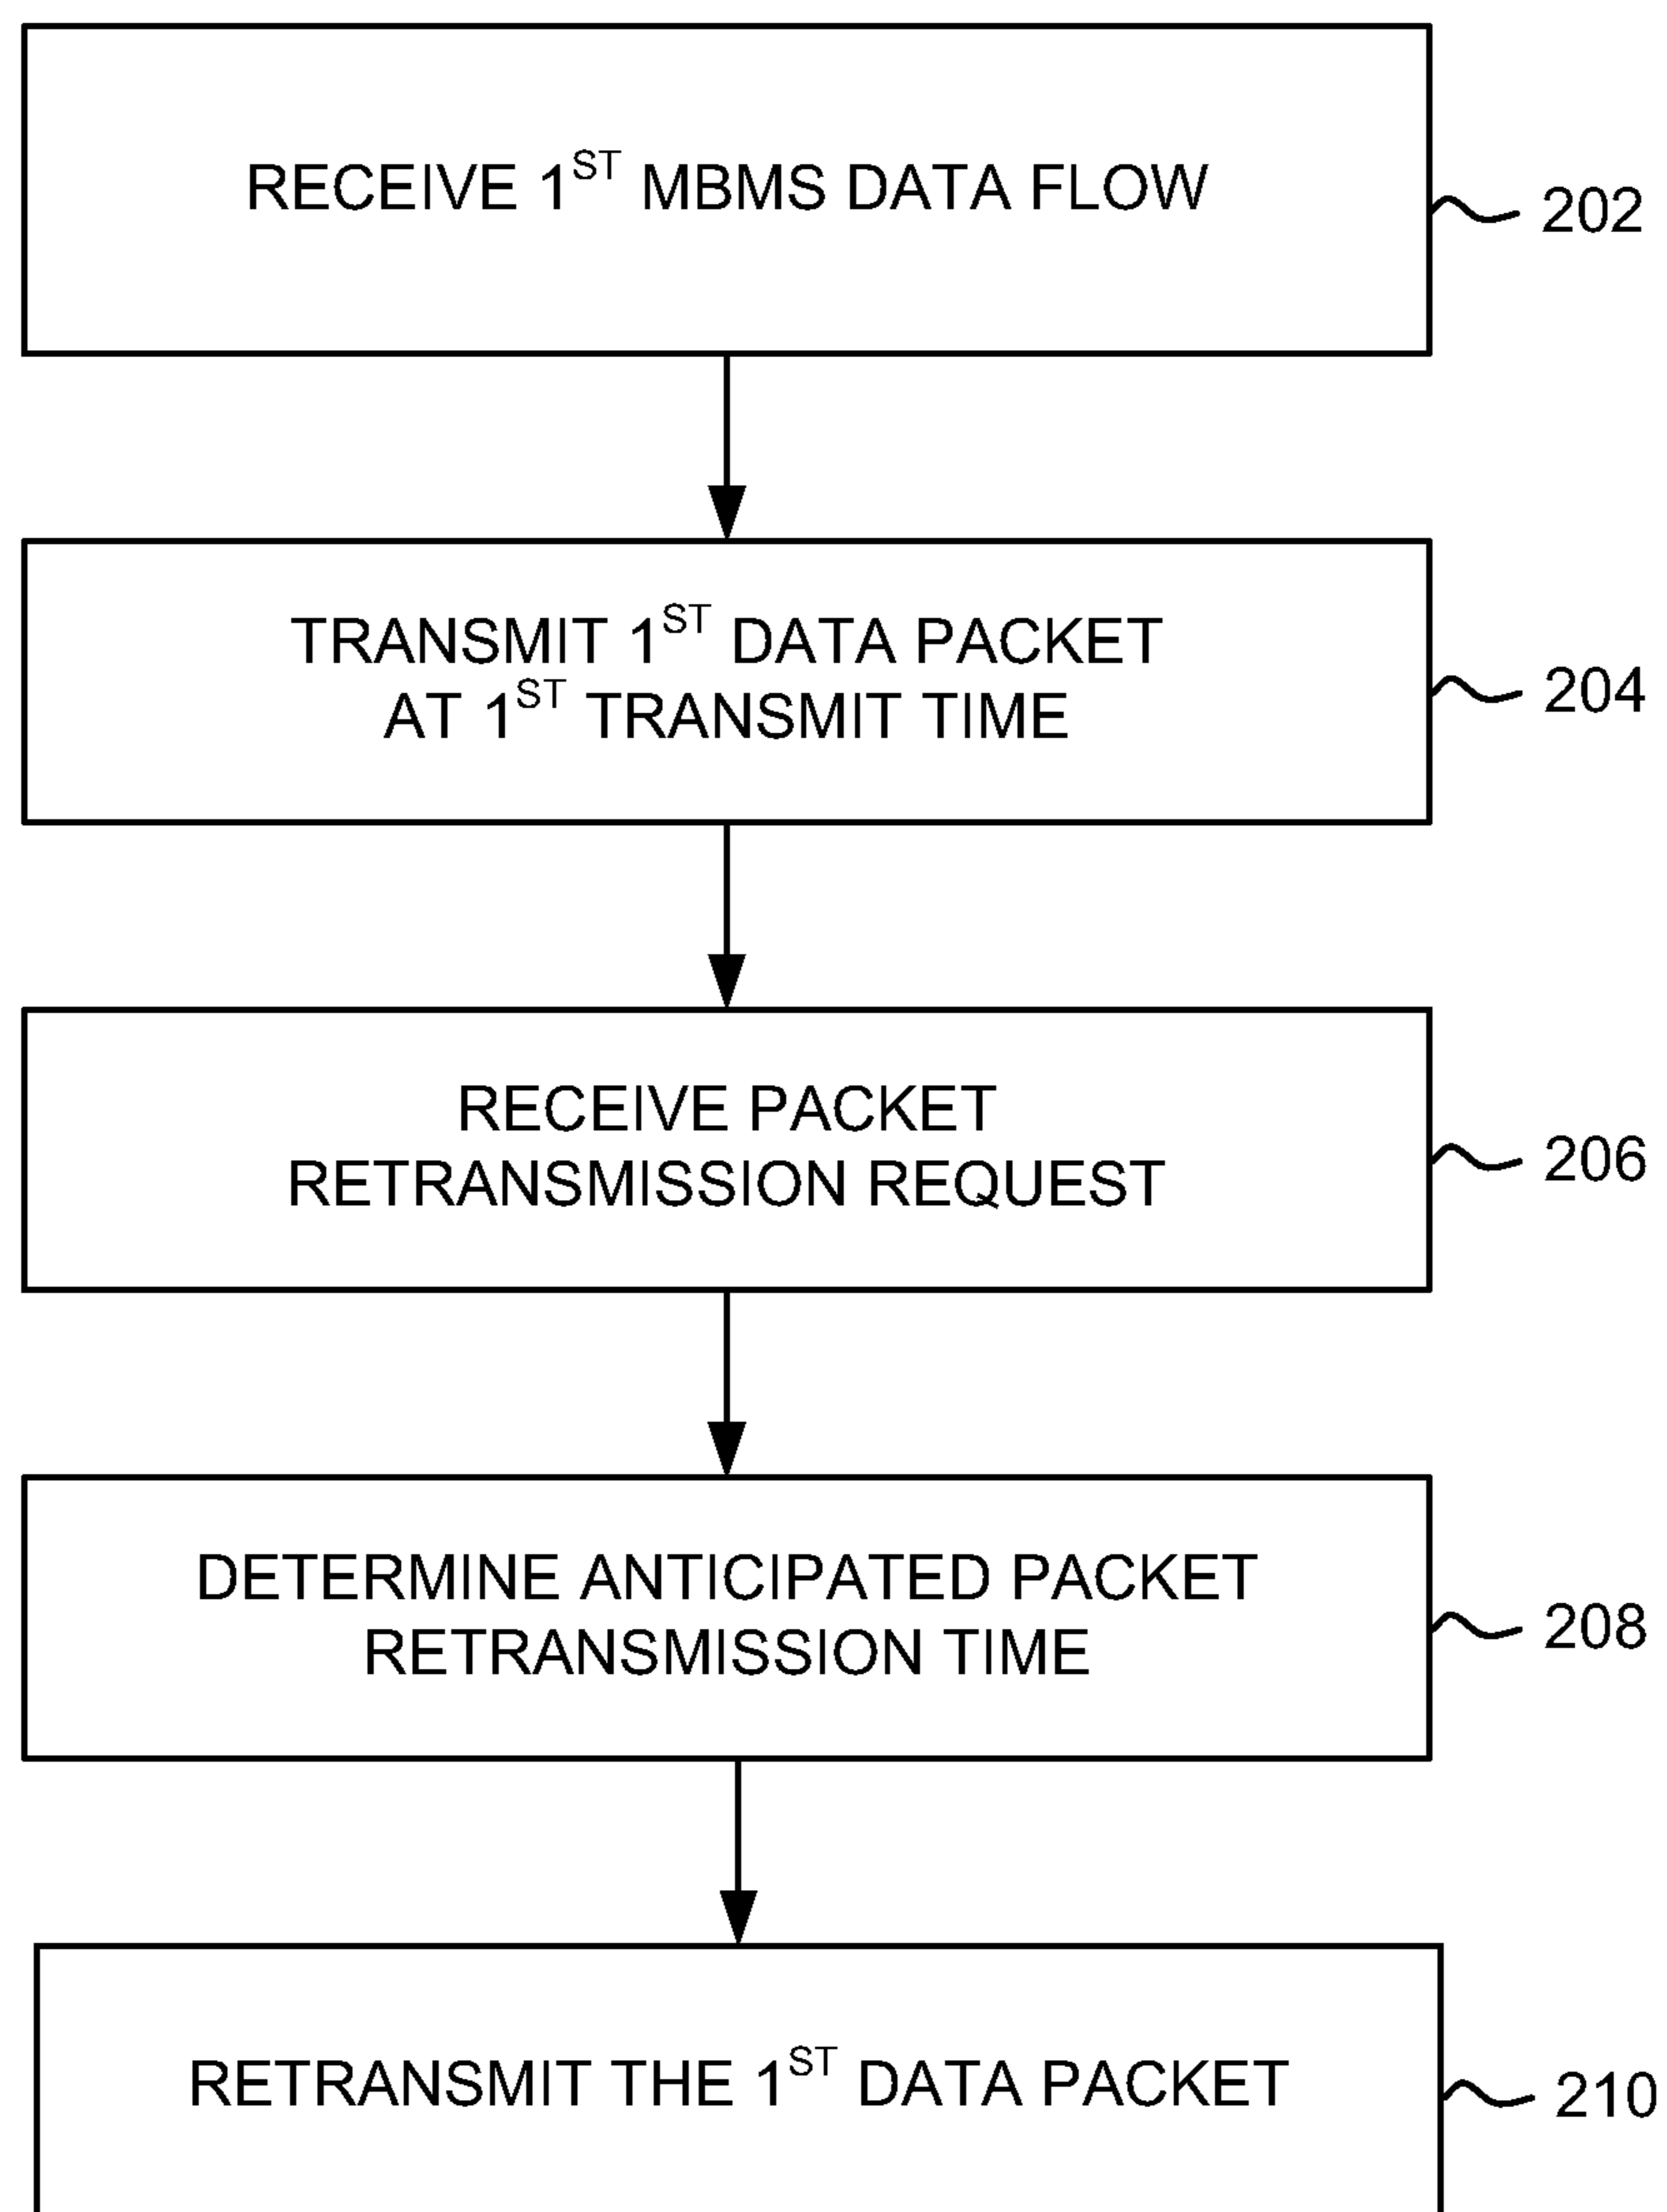 RECEIVE 1ST MBMS DATA FLOW
202
TRANSMIT 1ST DATA PACKET
AT 1ST TRANSMIT TIME
204
RECEIVE PACKET
RETRANSMISSION REQUEST
206
DETERMINE ANTICIPATED PACKET
RETRANSMISSION TIME
208
RETRANSMIT THE 1ST DATA PACKET
210